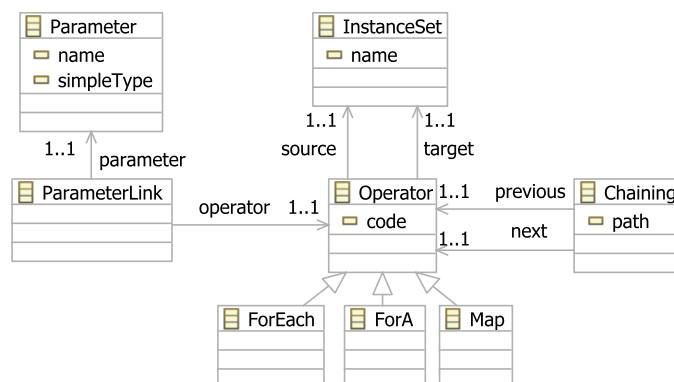 Parameter
name
simpleType
InstanceSet
name
1..1
parameter
1..1
1..1
source
target
ParameterLink
operator
1..1
Operator
code
1..1
previous
1..1
next
Chaining
path
ForEach
ForA
Map